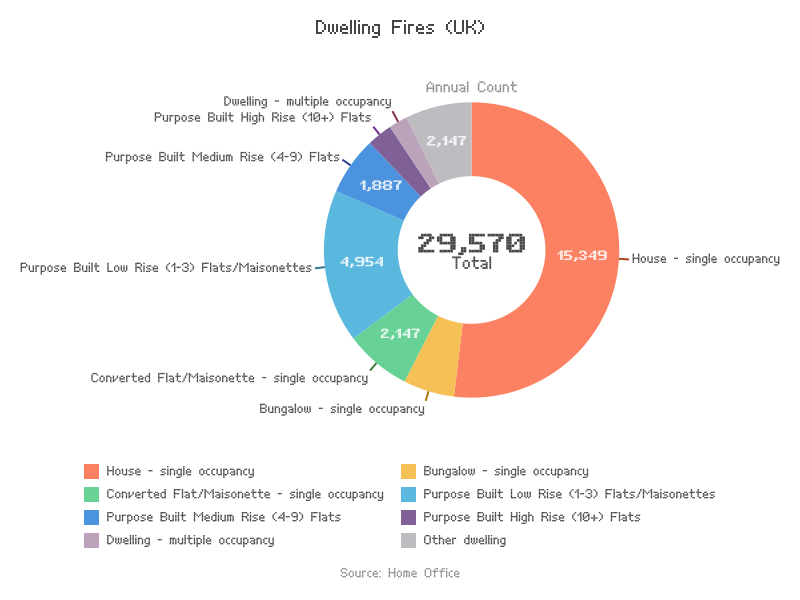 Dwelling Fires (UK)
Annual Count
Dwelling - multiple occupancy
Purpose Built High Rise (10+) Flats
2,147
Purpose Built Medium Rise (4-9) Flats
1,887
29,570
Total
15,349
House - single occupancy
4,954
Purpose Built Low Rise (1-3) Flats/Maisonettes
2,147
Converted Flat/Maisonette - single occupancy
Bungalow - single occupancy
House - single occupancy
Bungalow - single occupancy
Converted Flat/Maisonette - single occupancy
Purpose Built Low Rise (1-3) Flats/Maisonettes
Purpose Built Medium Rise (4-9) Flats
Purpose Built High Rise (10+) Flats
Dwelling - multiple occupancy
Other dwelling
Source: Home Office